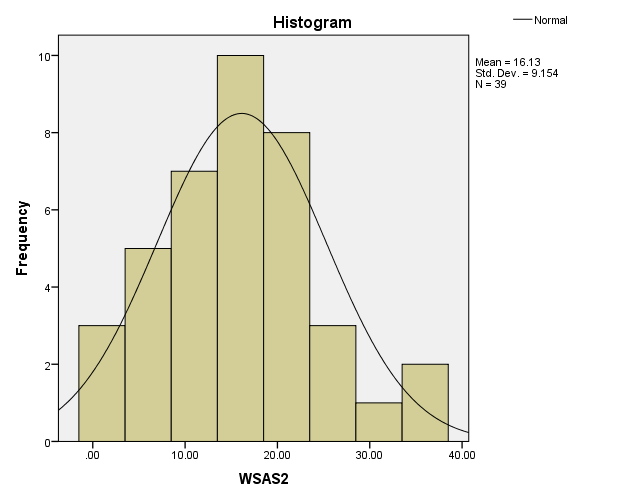 Histogram
Normal
Mean = 16.13
Std. Dev. = 9.154
N = 39
Frequency
10
8
6
4
2
0
.00 10.00 20.00 30.00 40.00
WSAS2